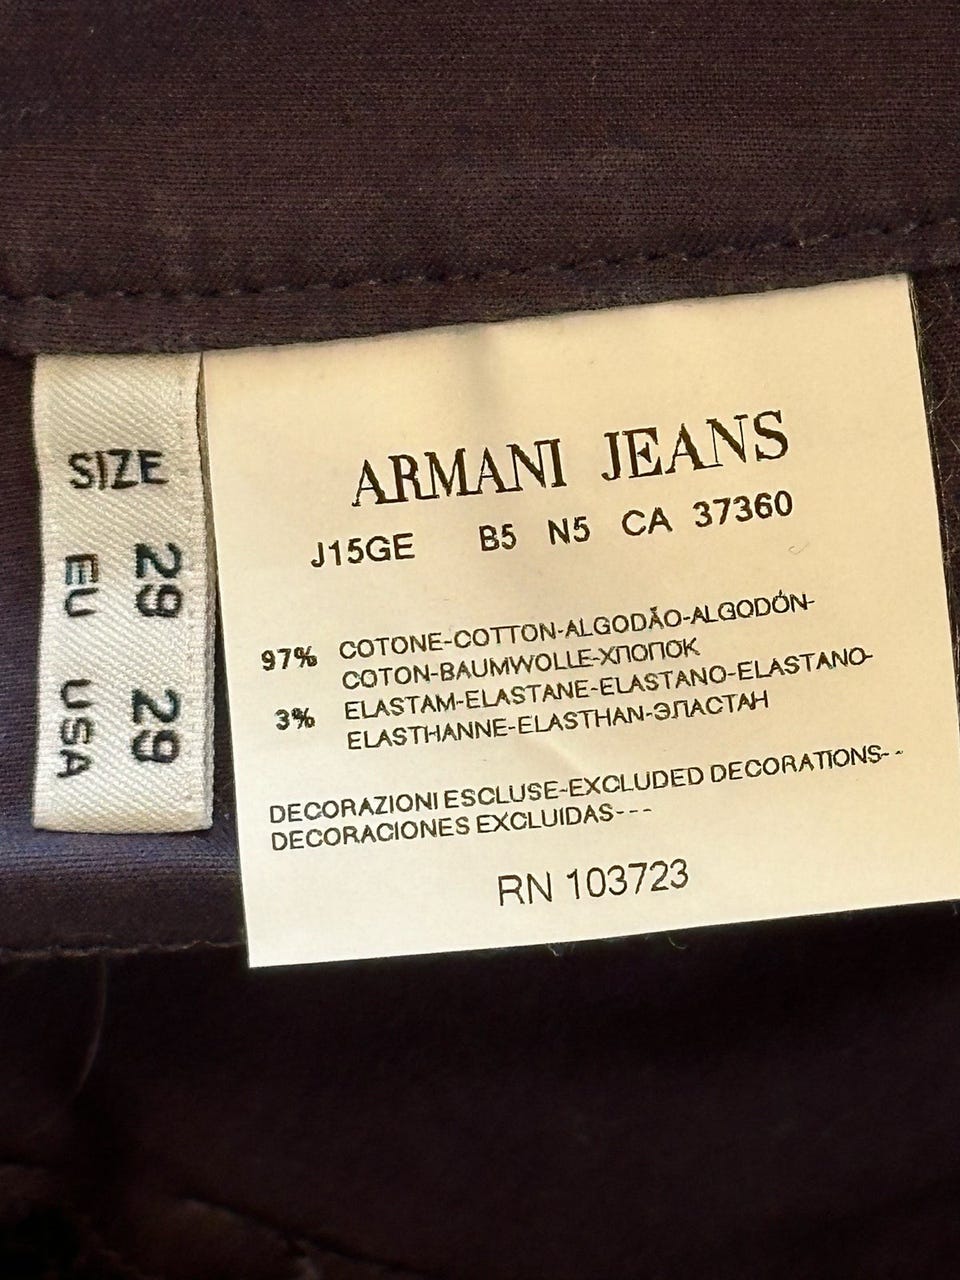 SIZE
29 29
EU USA
ARMANI JEANS
J15GE B5 N5 CA 37360
97% COTONE-COTTON-ALGODÃO-ALGODÓN-
COTON-BAUMWOLLE-ХЛОПОК
3% ELASTAM-ELASTANE-ELASTANO-ELASTANO-
ELASTHANNE-ELASTHAN-ЭЛАСТАН
DECORAZIONI ESCLUSE-EXCLUDED DECORATIONS--
DECORACIONES EXCLUIDAS---
RN 103723